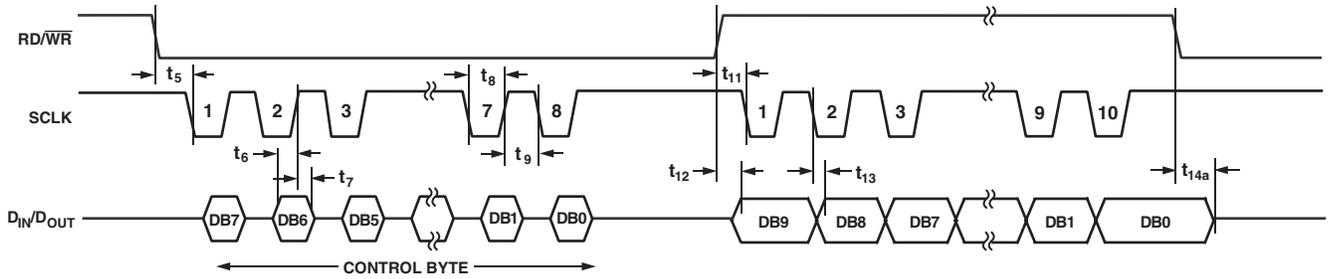 RD/WR
t5
t8
t11
SCLK
1 2 3 7 8 1 2 3 9 10
t6
t9
t7
t12
t13
t14a
DIN/DOUT
DB7 DB6 DB5 DB1 DB0 DB9 DB8 DB7 DB1 DB0
CONTROL BYTE